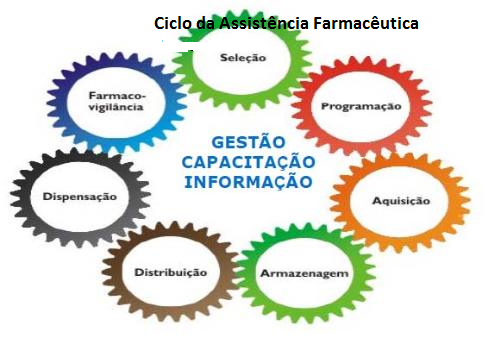 Ciclo da Assistência Farmacêutica
Seleção
Farmaco-
vigilância
Programação
GESTÃO
CAPACITAÇÃO
INFORMAÇÃO
Dispensação
Aquisição
Distribuição
Armazenagem